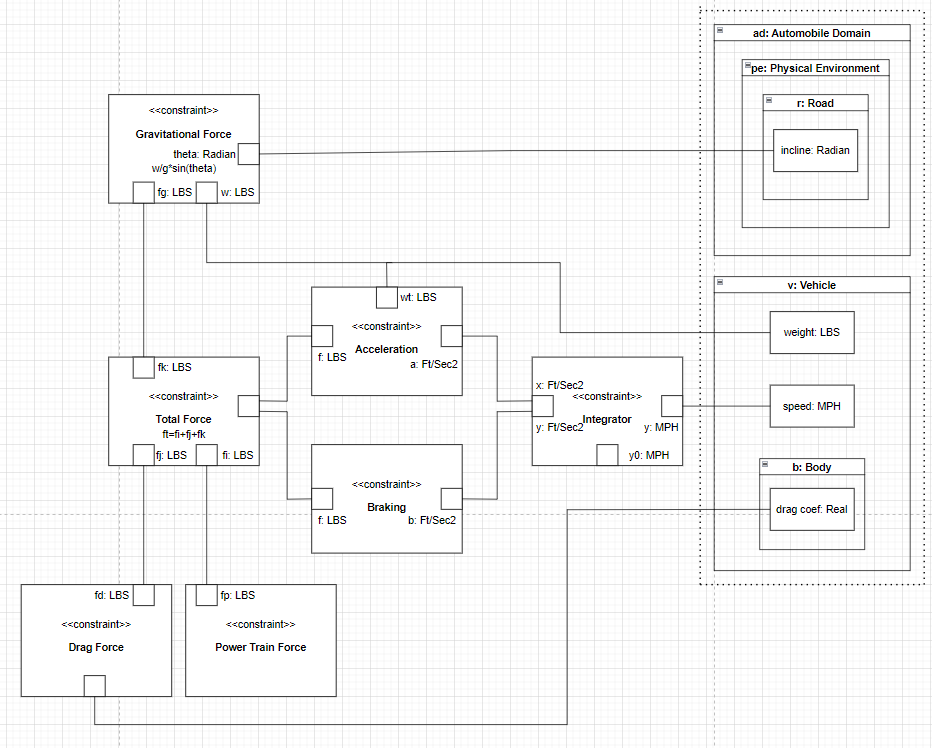 ad: Automobile Domain
pe: Physical Environment
r: Road
incline: Radian
<<constraint>>
Gravitational Force
theta: Radian
w/g*sin(theta)
fg: LBS
w: LBS
v: Vehicle
weight: LBS
speed: MPH
b: Body
drag coef: Real
wt: LBS
<<constraint>>
f: LBS
Acceleration
a: Ft/Sec2
fk: LBS
<<constraint>>
Total Force
ft=fi+fj+fk
fj: LBS
fi: LBS
x: Ft/Sec2
<<constraint>>
Integrator
y: Ft/Sec2
y: MPH
y0: MPH
<<constraint>>
Braking
f: LBS
b: Ft/Sec2
fd: LBS
<<constraint>>
Drag Force
fp: LBS
<<constraint>>
Power Train Force